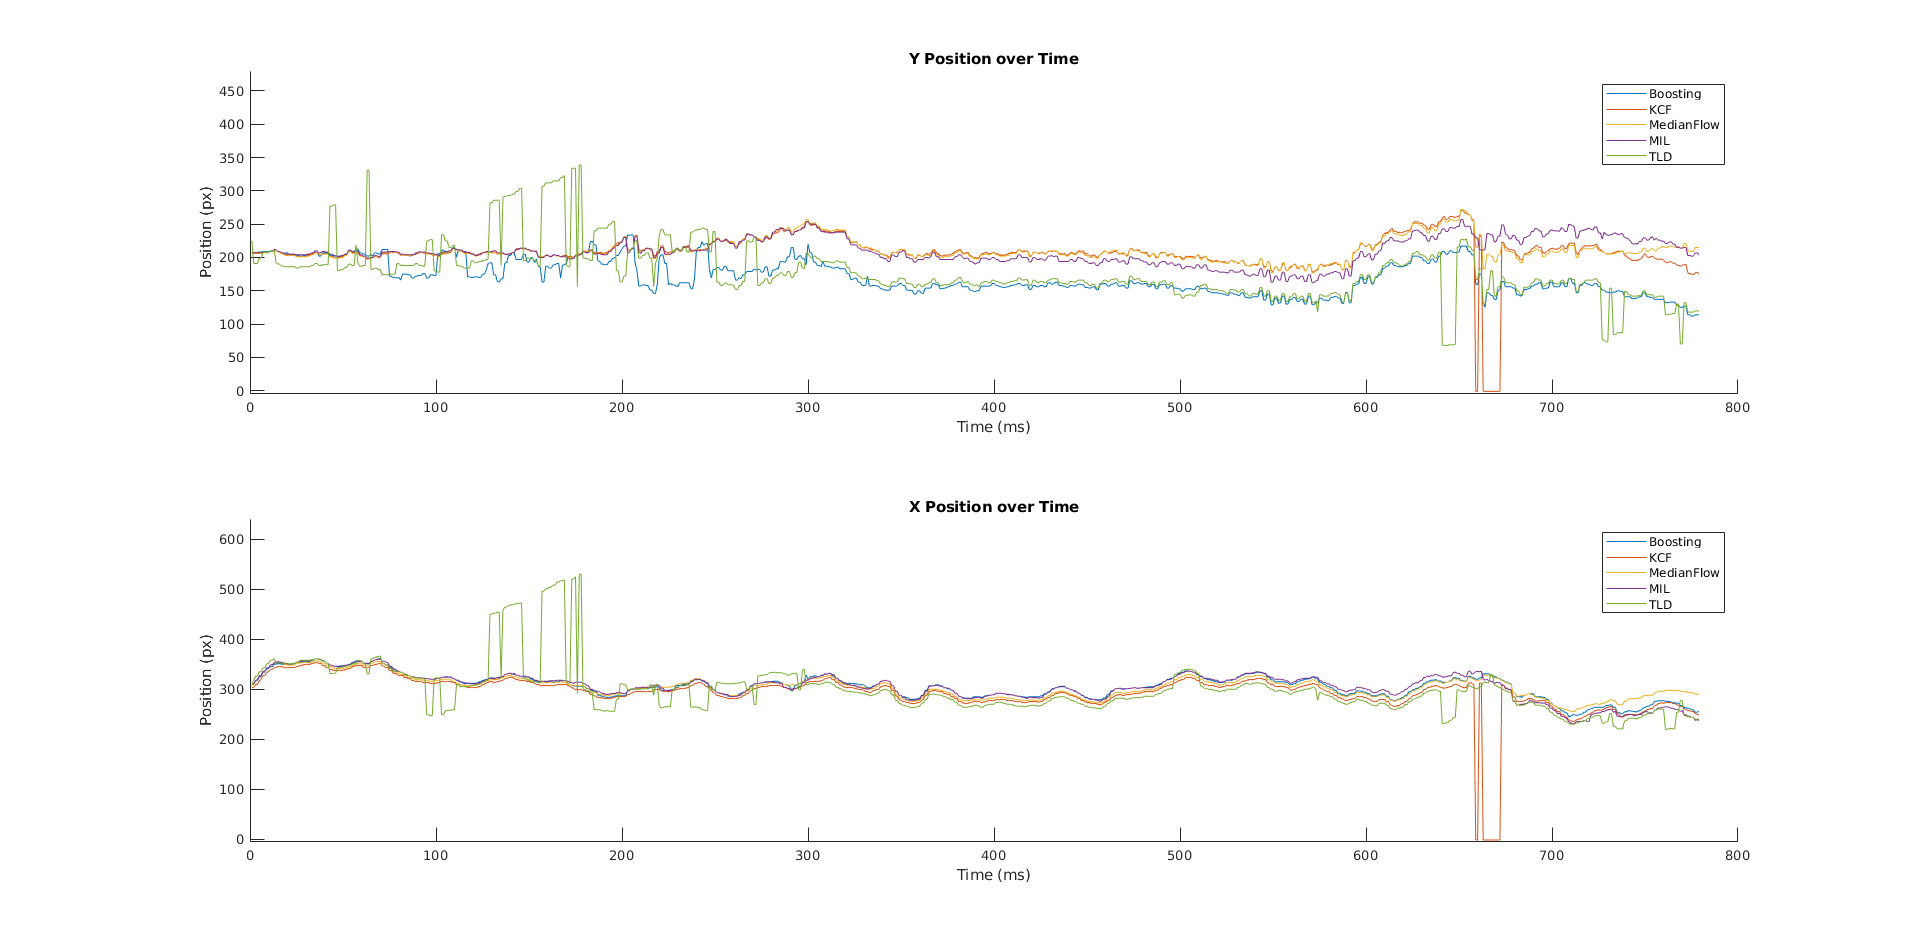 Y Position over Time
Position (px)
450
400
350
300
250
200
150
100
50
0
0 100 200 300 400 500 600 700 800
Time (ms)
Boosting
KCF
MedianFlow
MIL
TLD
X Position over Time
Position (px)
600
500
400
300
200
100
0
0 100 200 300 400 500 600 700 800
Time (ms)
Boosting
KCF
MedianFlow
MIL
TLD